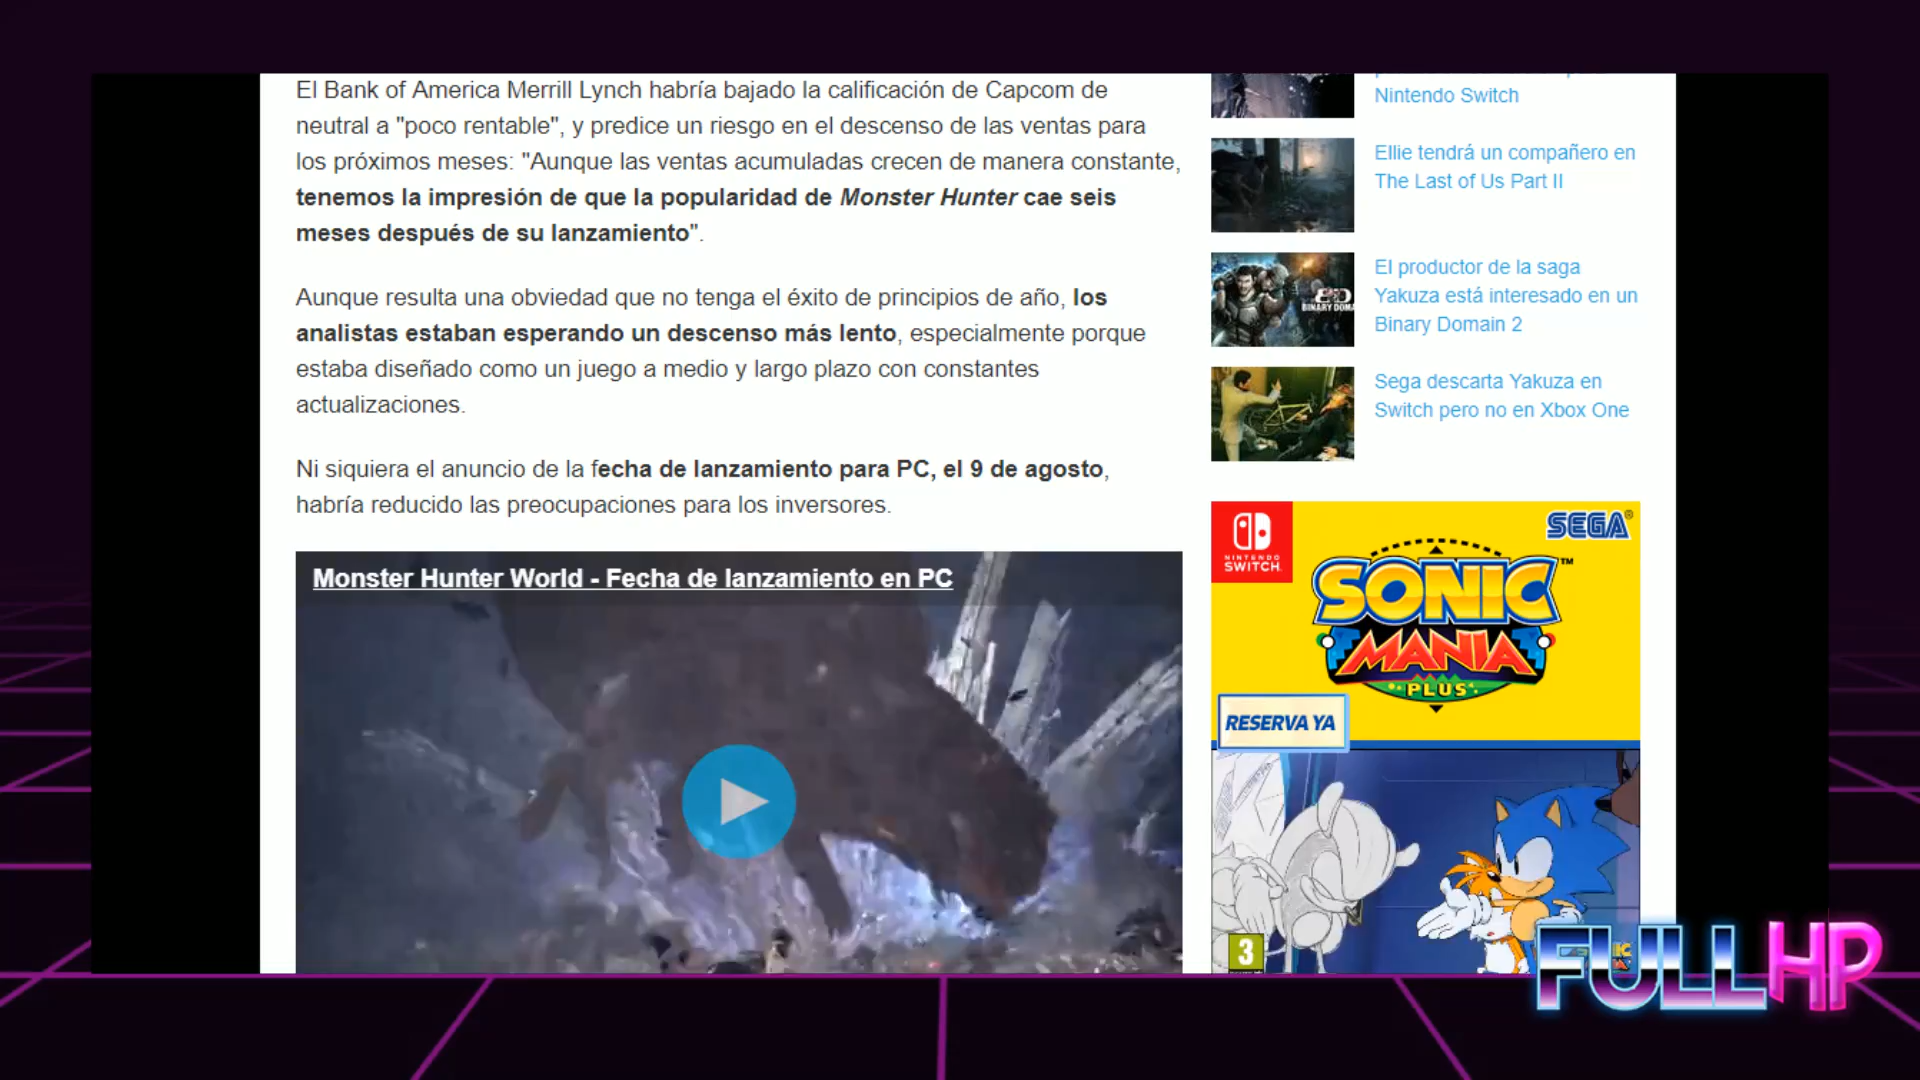 El Bank of America Merrill Lynch habría bajado la calificación de Capcom de
neutral a "poco rentable", y predice un riesgo en el descenso de las ventas para
los próximos meses: "Aunque las ventas acumuladas crecen de manera constante,
tenemos la impresión de que la popularidad de Monster Hunter cae seis
meses después de su lanzamiento".
Aunque resulta una obviedad que no tenga el éxito de principios de año, los
analistas estaban esperando un descenso más lento, especialmente porque
estaba diseñado como un juego a medio y largo plazo con constantes
actualizaciones.
Ni siquiera el anuncio de la fecha de lanzamiento para PC, el 9 de agosto,
habría reducido las preocupaciones para los inversores.
Monster Hunter World - Fecha de lanzamiento en PC
Nintendo Switch
Ellie tendrá un compañero en
The Last of Us Part II
BINARY DOMA
El productor de la saga
Yakuza está interesado en un
Binary Domain 2
Sega descarta Yakuza en
Switch pero no en Xbox One
NINTENDO
SWITCH
SEGA®
SONIC™
MANIA
PLUS
RESERVA YA
3
FULL HP